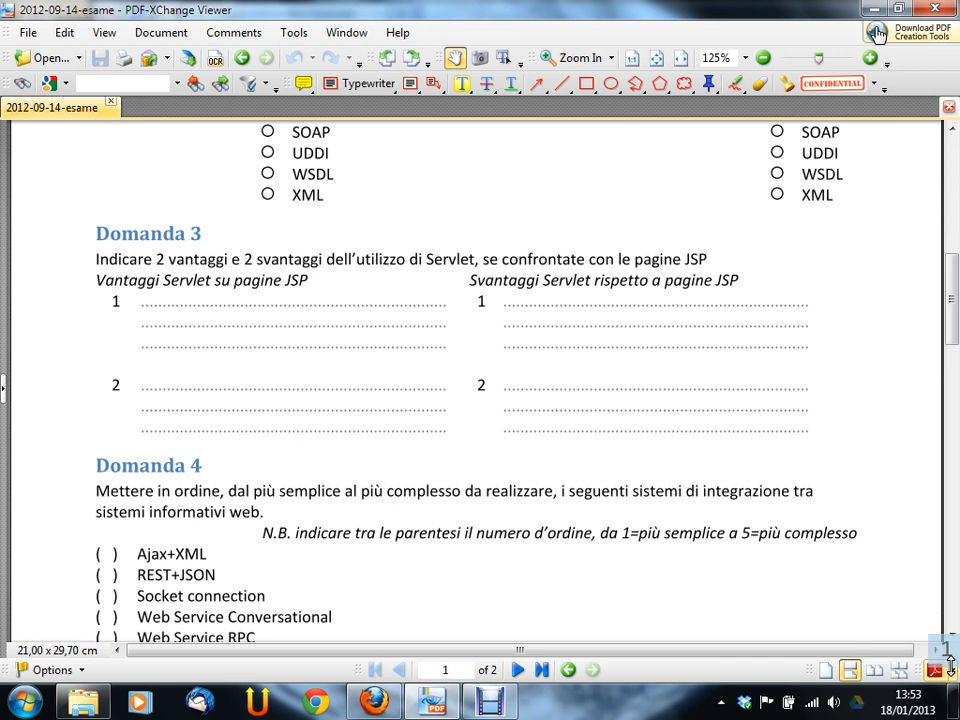 2012-09-14-esame - PDF-XChange Viewer
File Edit View Document Comments Tools Window Help
Download PDF
Creation Tools
Open... OCR Zoom In 125%
Typewriter CONFIDENTIAL
2012-09-14-esame
SOAP SOAP
UDDI UDDI
WSDL WSDL
XML XML
Domanda 3
Indicare 2 vantaggi e 2 svantaggi dell'utilizzo di Servlet, se confrontate con le pagine JSP
Vantaggi Servlet su pagine JSP Svantaggi Servlet rispetto a pagine JSP
1 1
2 2
Domanda 4
Mettere in ordine, dal più semplice al più complesso da realizzare, i seguenti sistemi di integrazione tra
sistemi informativi web.
N.B. indicare tra le parentesi il numero d'ordine, da 1=più semplice a 5=più complesso
( ) Ajax+XML
( ) REST+JSON
( ) Socket connection
( ) Web Service Conversational
( ) Web Service RPC
21,00 x 29,70 cm 1
Options 1 of 2
PDF
13:53
18/01/2013